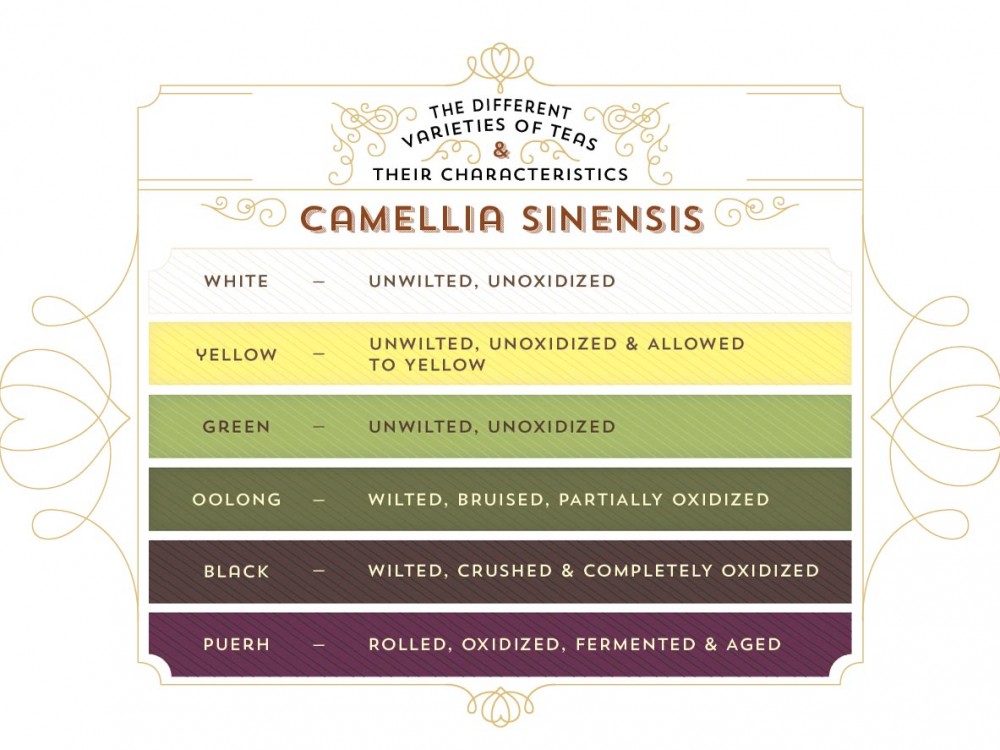 THE DIFFERENT
VARIETIES OF TEAS
&
THEIR CHARACTERISTICS
CAMELLIA SINENSIS
WHITE – UNWILTED, UNOXIDIZED
YELLOW – UNWILTED, UNOXIDIZED & ALLOWED
TO YELLOW
GREEN – UNWILTED, UNOXIDIZED
OOLONG – WILTED, BRUISED, PARTIALLY OXIDIZED
BLACK – WILTED, CRUSHED & COMPLETELY OXIDIZED
PUERH – ROLLED, OXIDIZED, FERMENTED & AGED